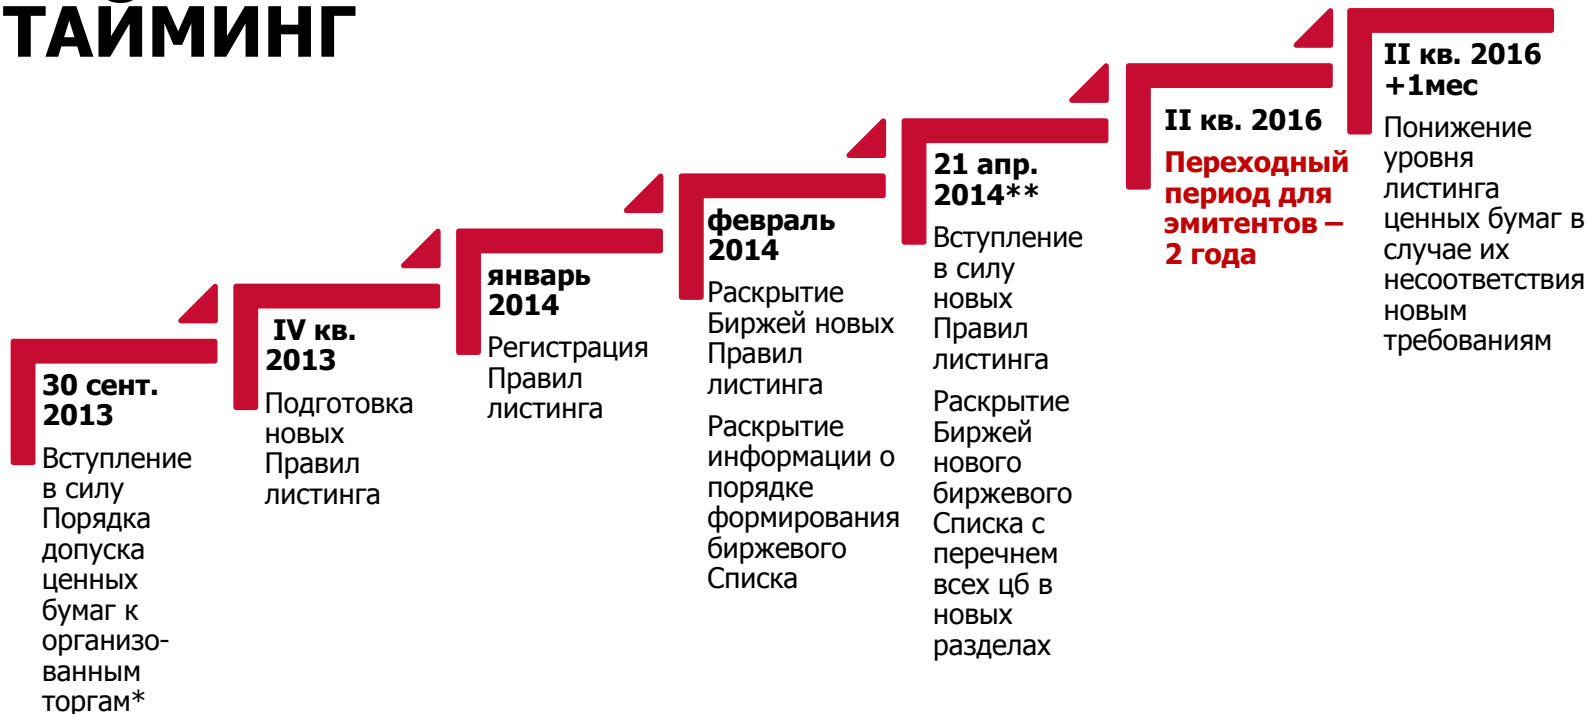 ТАЙМИНГ
30 сент.
2013
Вступление
в силу
Порядка
допуска
ценных
бумаг к
организо-
ванным
торгам*
IV кв.
2013
Подготовка
новых
Правил
листинга
январь
2014
Регистрация
Правил
листинга
февраль
2014
Раскрытие
Биржей новых
Правил
листинга
Раскрытие
информации о
порядке
формирования
биржевого
Списка
21 апр.
2014**
Вступление
в силу
новых
Правил
листинга
Раскрытие
Биржей
нового
биржевого
Списка с
перечнем
всех цб в
новых
разделах
II кв. 2016
Переходный
период для
эмитентов –
2 года
II кв. 2016
+1мес
Понижение
уровня
листинга
ценных бумаг в
случае их
несоответствия
новым
требованиям